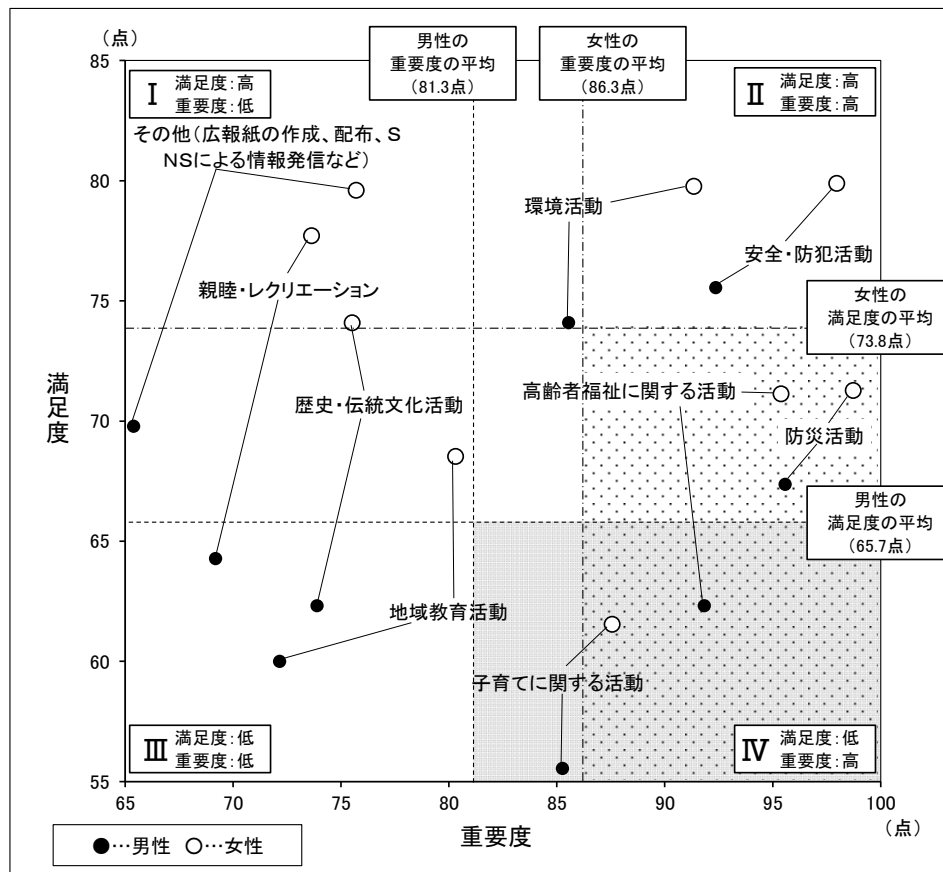 (点)
85
80
75
70
65
60
55
満足度
男性の
重要度の平均
(81.3点)
女性の
重要度の平均
(86.3点)
Ⅰ
満足度：高
重要度：低
Ⅱ
満足度：高
重要度：高
その他（広報紙の作成、配布、S
NSによる情報発信など）
環境活動
安全・防犯活動
親睦・レクリエーション
女性の
満足度の平均
(73.8点)
歴史・伝統文化活動
高齢者福祉に関する活動
防災活動
男性の
満足度の平均
(65.7点)
地域教育活動
子育てに関する活動
Ⅲ
満足度：低
重要度：低
Ⅳ
満足度：低
重要度：高
65 70 75 80 85 90 95 100
重要度
(点)
●…男性 ○…女性